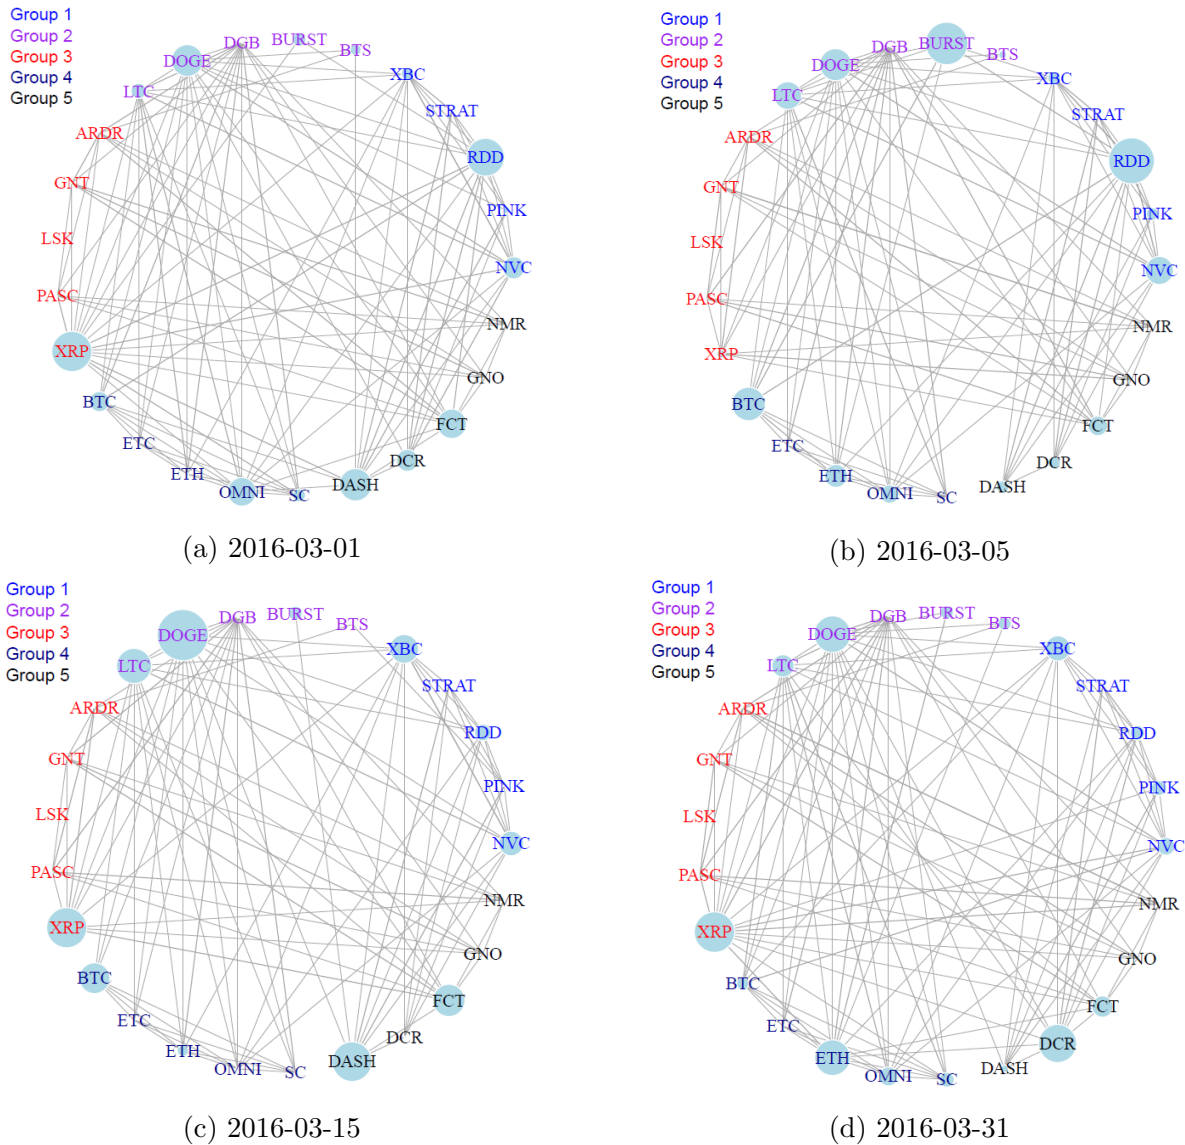 Group 1
Group 2
Group 3
Group 4
Group 5
DGB
BURST
BTS
DOGE
XBC
LTC
STRAT
ARDR
RDD
GNT
PINK
LSK
NVC
PASC
NMR
XRP
GNO
BTC
FCT
ETC
DCR
ETH
DASH
OMNI
SC
(a) 2016-03-01
Group 1
Group 2
Group 3
Group 4
Group 5
DGB
BURST
BTS
DOGE
XBC
LTC
STRAT
ARDR
RDD
GNT
PINK
LSK
NVC
PASC
NMR
XRP
GNO
BTC
FCT
ETC
DCR
ETH
DASH
OMNI
SC
(b) 2016-03-05
Group 1
Group 2
Group 3
Group 4
Group 5
DGB
BURST
BTS
DOGE
XBC
LTC
STRAT
ARDR
RDD
GNT
PINK
LSK
NVC
PASC
NMR
XRP
GNO
BTC
FCT
ETC
DCR
ETH
DASH
OMNI
SC
(c) 2016-03-15
Group 1
Group 2
Group 3
Group 4
Group 5
DGB
BURST
BTS
DOGE
XBC
LTC
STRAT
ARDR
RDD
GNT
PINK
LSK
NVC
PASC
NMR
XRP
GNO
BTC
FCT
ETC
DCR
ETH
DASH
OMNI
SC
(d) 2016-03-31